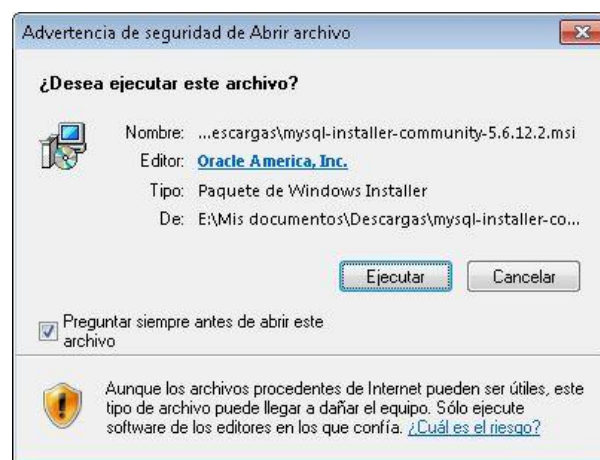 Advertencia de seguridad de Abrir archivo
¿Desea ejecutar este archivo?
Nombre: ...escargas\mysql-installer-community-5.6.12.2.msi
Editor: Oracle America, Inc.
Tipo: Paquete de Windows Installer
De: E:\Mis documentos\Descargas\mysql-installer-co...
Ejecutar Cancelar
Preguntar siempre antes de abrir este
archivo
Aunque los archivos procedentes de Internet pueden ser útiles, este
tipo de archivo puede llegar a dañar el equipo. Sólo ejecute
software de los editores en los que confía. ¿Cuál es el riesgo?